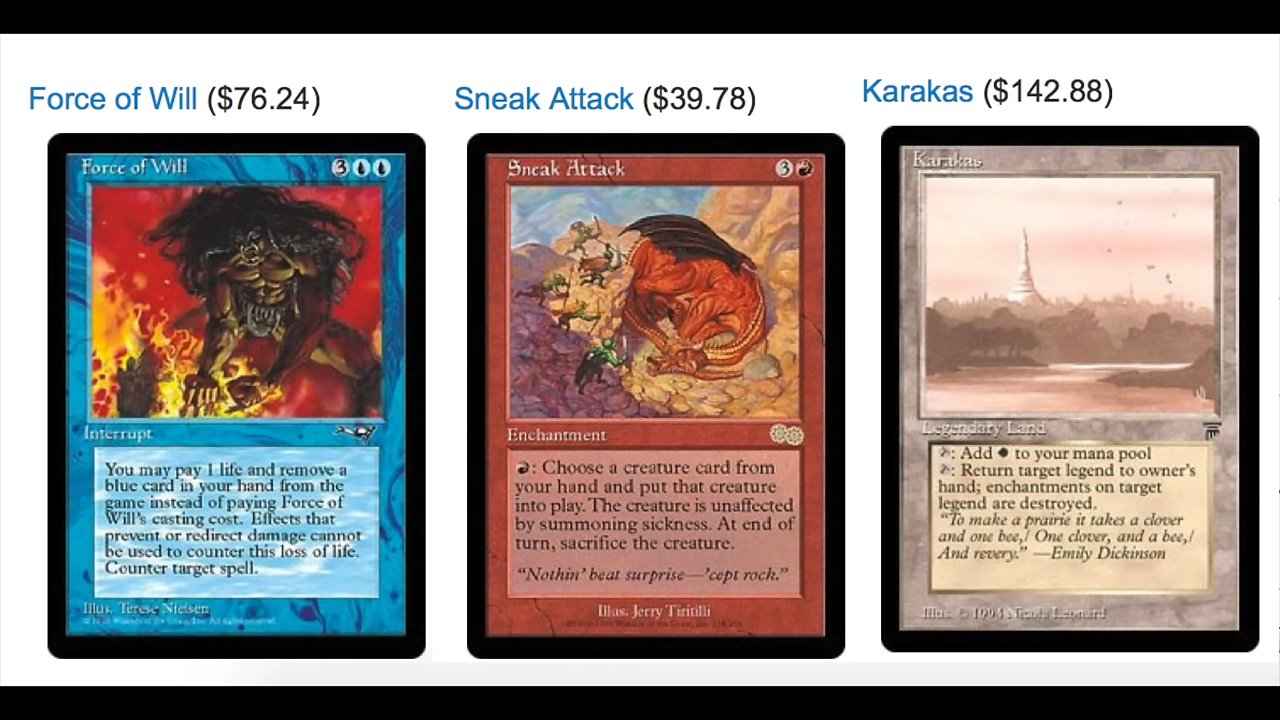 Force of Will ($76.24)
Sneak Attack ($39.78)
Karakas ($142.88)
Force of Will 3
Interrupt
You may pay 1 life and remove a
blue card in your hand from the
game instead of paying Force of
Will's casting cost. Effects that
prevent or redirect damage cannot
be used to counter this loss of life.
Counter target spell.
Illus. Terese Nielsen
Sneak Attack 3
Enchantment
: Choose a creature card from
your hand and put that creature
into play. The creature is unaffected
by summoning sickness. At end of
turn, sacrifice the creature.
“Nothin’ beat surprise—’cept rock.”
Illus. Jerry Tiritilli
Karakas
Legendary Land
: Add to your mana pool
: Return target legend to owner's
hand; enchantments on target
legend are destroyed.
“To make a prairie it takes a clover
and one bee,/ One clover, and a bee,/
And revery.” —Emily Dickinson
Illus. © 1994 Nicola Leonard